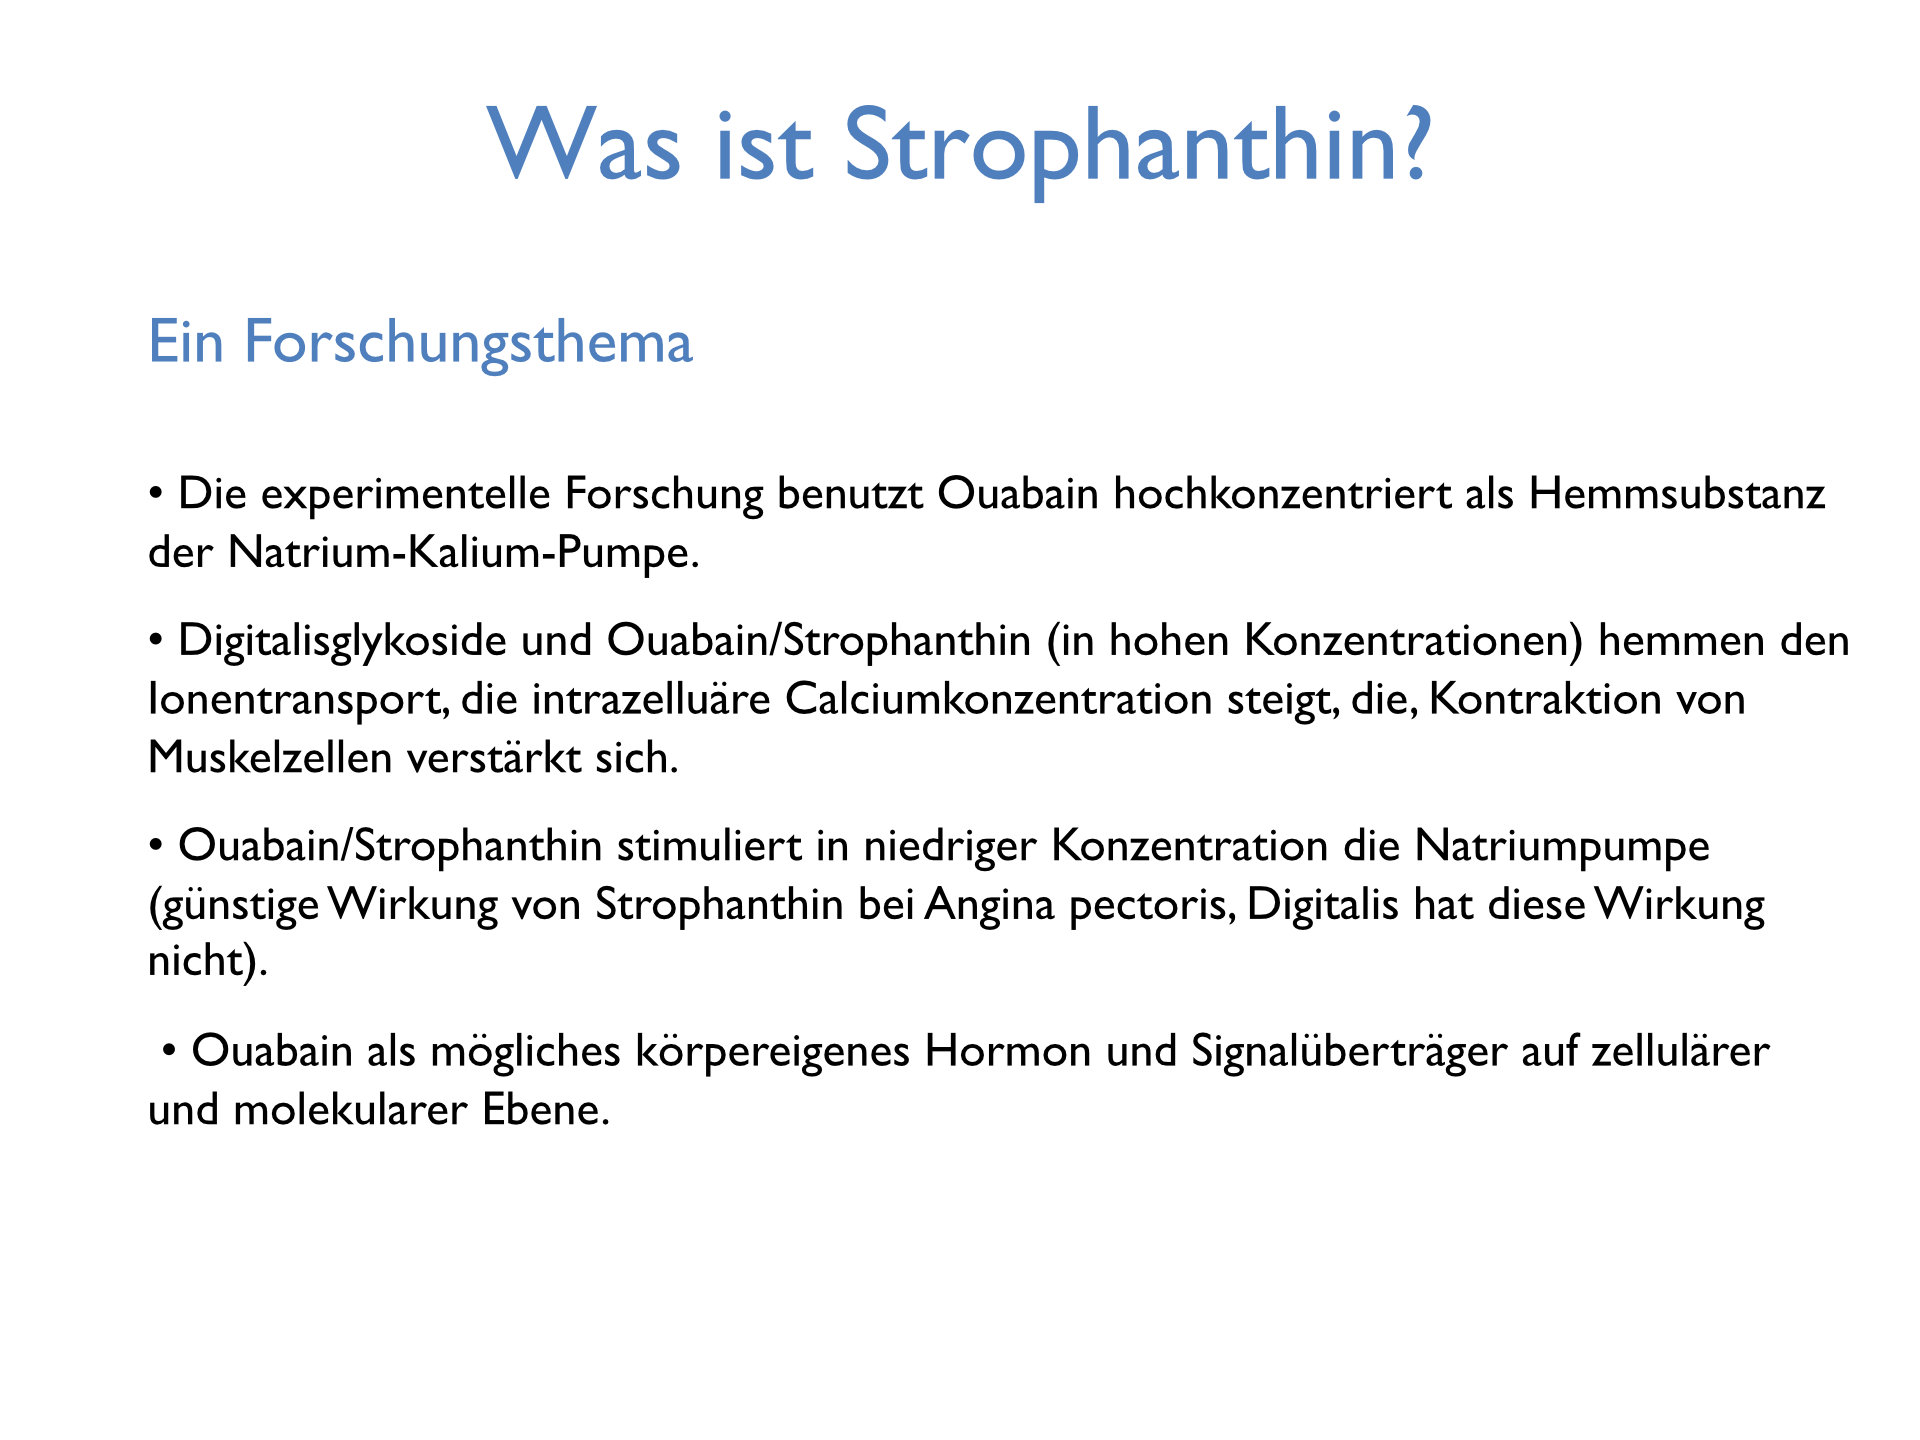 Was ist Strophanthin?
Ein Forschungsthema
• Die experimentelle Forschung benutzt Ouabain hochkonzentriert als Hemmsubstanz
der Natrium-Kalium-Pumpe.
• Digitalisglykoside und Ouabain/Strophanthin (in hohen Konzentrationen) hemmen den
Ionentransport, die intrazelluäre Calciumkonzentration steigt, die, Kontraktion von
Muskelzellen verstärkt sich.
• Ouabain/Strophanthin stimuliert in niedriger Konzentration die Natriumpumpe
(günstige Wirkung von Strophanthin bei Angina pectoris, Digitalis hat diese Wirkung
nicht).
• Ouabain als mögliches körpereigenes Hormon und Signalüberträger auf zellulärer
und molekularer Ebene.